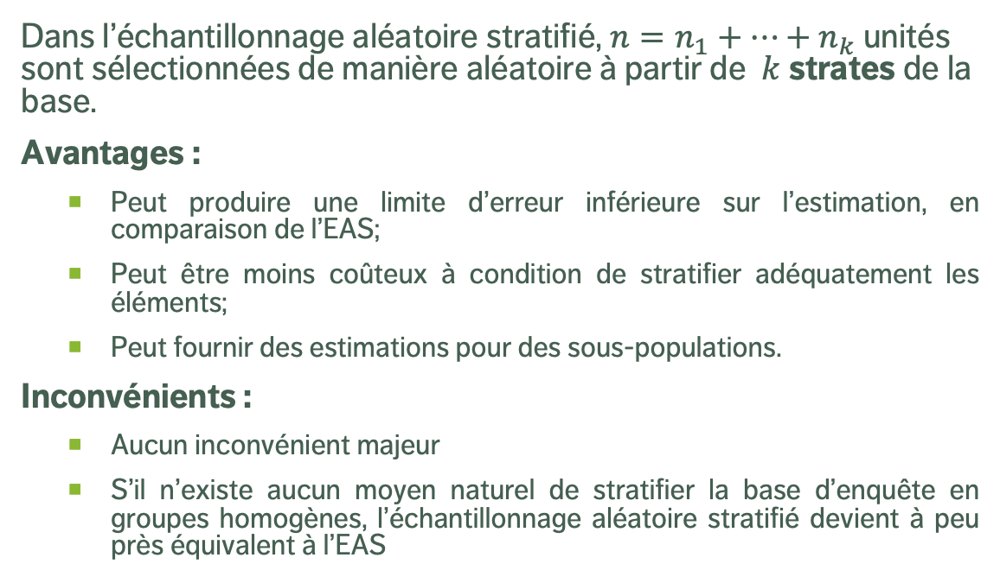 Dans l’échantillonnage aléatoire stratifié, n = n₁ + ⋯ + nₖ unités
sont sélectionnées de manière aléatoire à partir de k strates de la
base.
Avantages :
▪ Peut produire une limite d’erreur inférieure sur l’estimation, en
comparaison de l’EAS;
▪ Peut être moins coûteux à condition de stratifier adéquatement les
éléments;
▪ Peut fournir des estimations pour des sous-populations.
Inconvénients :
▪ Aucun inconvénient majeur
▪ S’il n’existe aucun moyen naturel de stratifier la base d’enquête en
groupes homogènes, l’échantillonnage aléatoire stratifié devient à peu
près équivalent à l’EAS